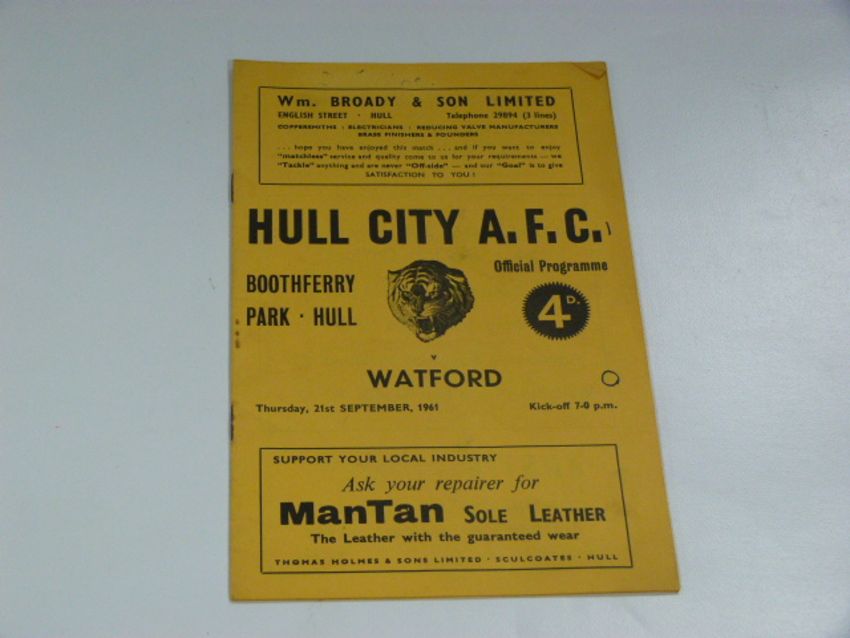 Wm. BROADY & SON LIMITED
ENGLISH STREET · HULL Telephone 29894 (3 lines)
COPPERSMITHS : ELECTRICIANS : REDUCING VALVE MANUFACTURERS
BRASS FINISHERS & FOUNDERS
. . . hope you have enjoyed this match . . . and if you want to enjoy
"matchless" service and quality come to us for your requirements — we
"Tackle" anything and are never "Off-side" — and our "Goal" is to give
SATISFACTION TO YOU !
HULL CITY A.F.C.
Official Programme
BOOTHFERRY
PARK · HULL
4D.
v
WATFORD
Thursday, 21st SEPTEMBER, 1961 Kick-off 7-0 p.m.
SUPPORT YOUR LOCAL INDUSTRY
Ask your repairer for
ManTan SOLE LEATHER
The Leather with the guaranteed wear
THOMAS HOLMES & SONS LIMITED · SCULCOATES · HULL